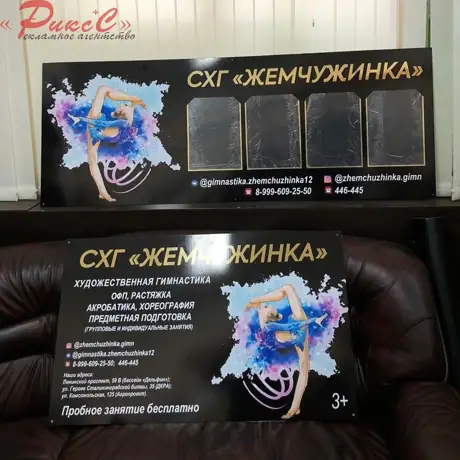 «РиксС»
Рекламное агентство
СХГ «ЖЕМЧУЖИНКА»
@gimnastika.zhemchuzhinka12
@zhemchuzhinka.gimn
8-999-609-25-50
446-445
СХГ «ЖЕМЧУЖИНКА»
ХУДОЖЕСТВЕННАЯ ГИМНАСТИКА
ОФП, РАСТЯЖКА
АКРОБАТИКА, ХОРЕОГРАФИЯ
ПРЕДМЕТНАЯ ПОДГОТОВКА
(ГРУППОВЫЕ И ИНДИВИДУАЛЬНЫЕ ЗАНЯТИЯ)
@zhemchuzhinka.gimn
@gimnastika.zhemchuzhinka12
8-999-609-25-50; 446-445
Наши адреса:
Ленинский проспект, 59 В (бассейн «Дельфин»);
ул. Героев Сталинградской битвы, 35 (ДЕРА);
ул. Комсомольская, 125 (Аэропролет).
Пробное занятие бесплатно
3+